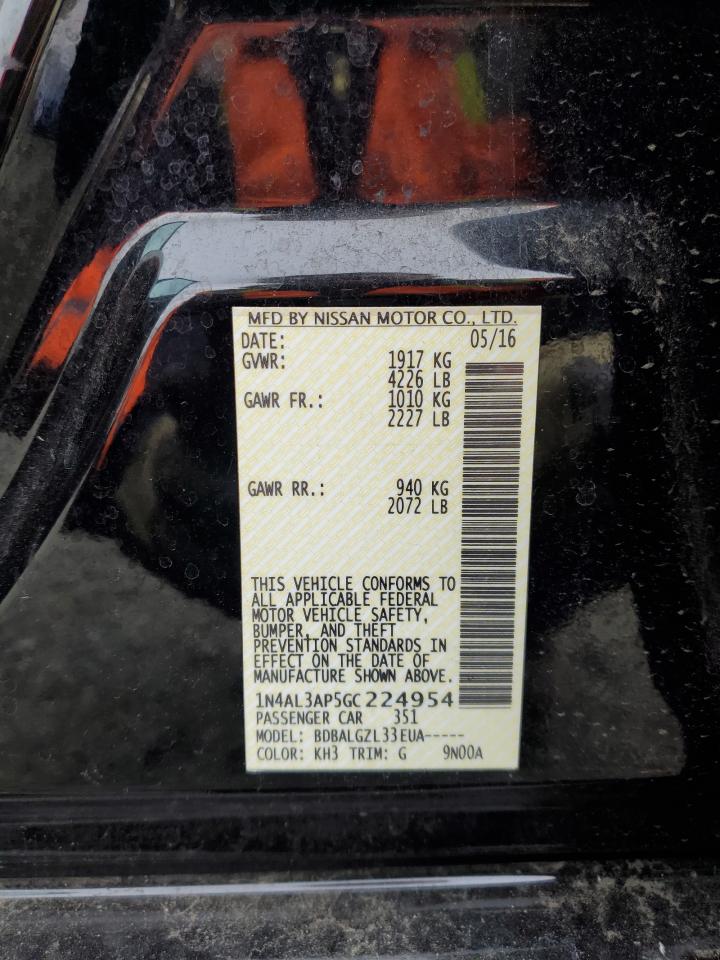 MFD BY NISSAN MOTOR CO., LTD.
DATE: 05/16
GVWR: 1917 KG
4226 LB
GAWR FR.: 1010 KG
2227 LB
GAWR RR.: 940 KG
2072 LB
THIS VEHICLE CONFORMS TO
ALL APPLICABLE FEDERAL
MOTOR VEHICLE SAFETY,
BUMPER, AND THEFT
PREVENTION STANDARDS IN
EFFECT ON THE DATE OF
MANUFACTURE SHOWN ABOVE.
1N4AL3AP5GC224954
PASSENGER CAR 351
MODEL: BDBALGZL33EUA-----
COLOR: KH3 TRIM: G 9N00A